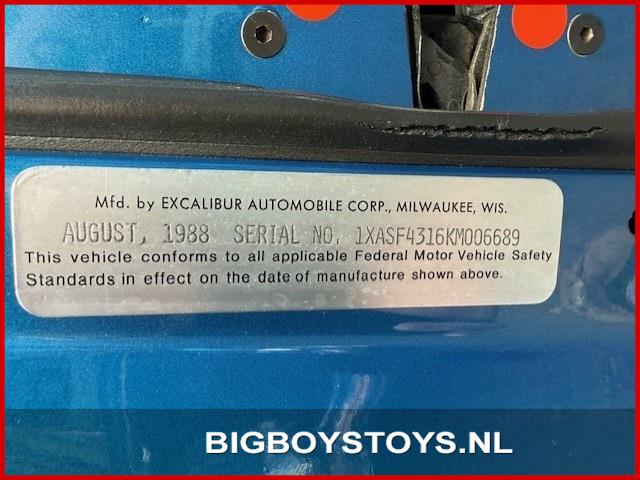 Mfd. by EXCALIBUR AUTOMOBILE CORP., MILWAUKEE, WIS.
AUGUST, 1988 SERIAL NO. 1XASF4316KM006689
This vehicle conforms to all applicable Federal Motor Vehicle Safety
Standards in effect on the date of manufacture shown above.
BIGBOYSTOYS.NL